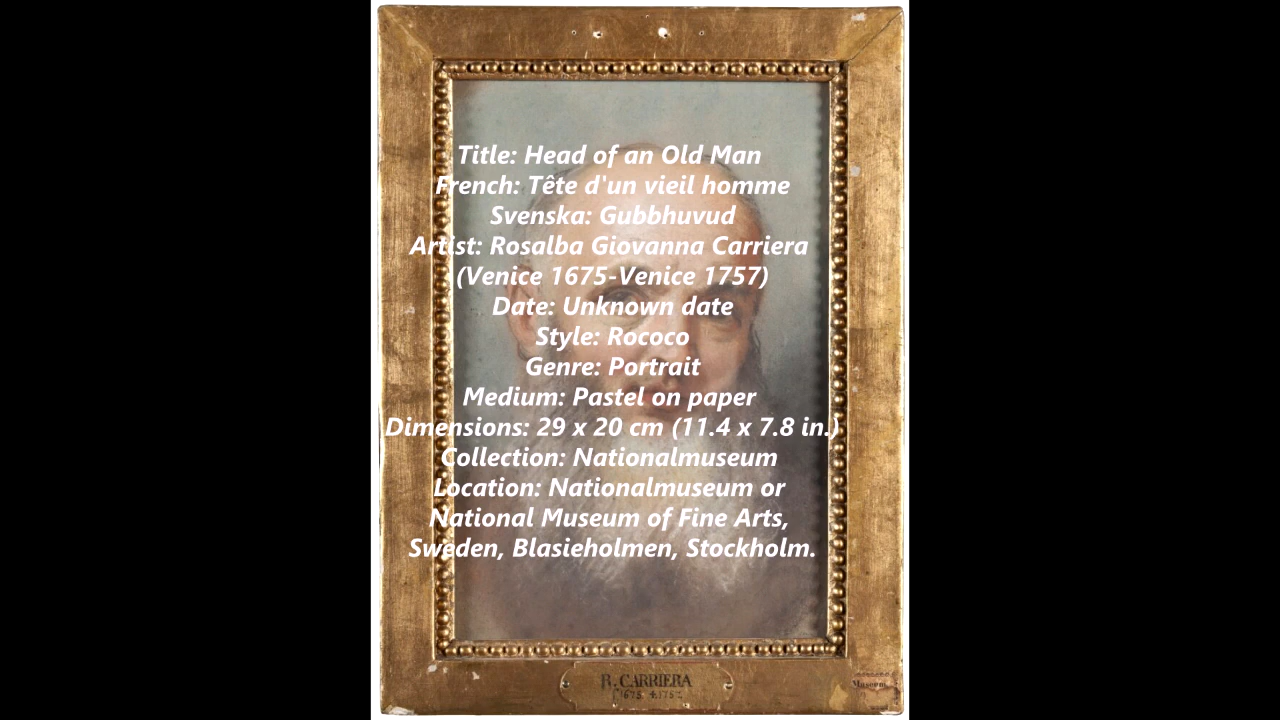 Title: Head of an Old Man
French: Tête d'un vieil homme
Svenska: Gubbhuvud
Artist: Rosalba Giovanna Carriera
(Venice 1675-Venice 1757)
Date: Unknown date
Style: Rococo
Genre: Portrait
Medium: Pastel on paper
Dimensions: 29 x 20 cm (11.4 x 7.8 in.)
Collection: Nationalmuseum
Location: Nationalmuseum or
National Museum of Fine Arts,
Sweden, Blasieholmen, Stockholm.
R. CARRIERA
Museum